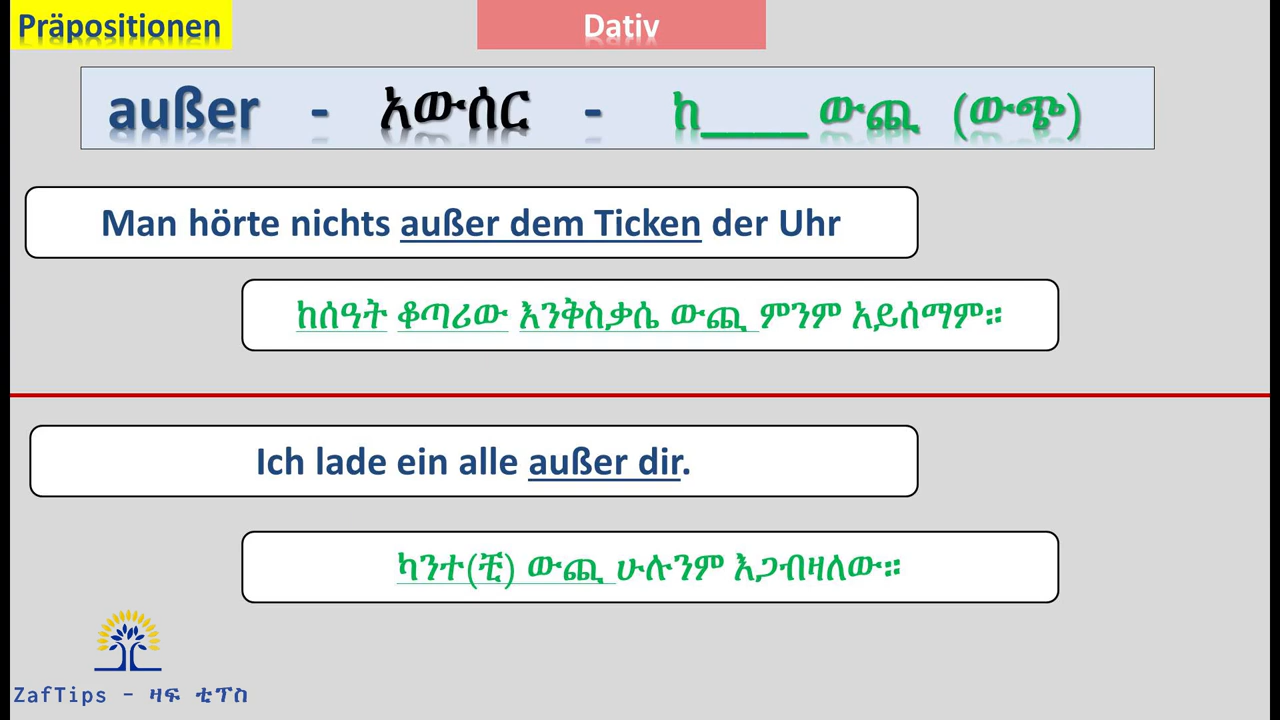 Präpositionen
Dativ
außer - አውሰር - ከ____ ውጪ (ውጭ)
Man hörte nichts außer dem Ticken der Uhr
ከሰዓት ቆጣሪው እንቅስቃሴ ውጪ ምንም አይሰማም።
Ich lade ein alle außer dir.
ካንተ(ቺ) ውጪ ሁሉንም እጋብዛለው።
ZafTips - ዛፍ ቲፕስ